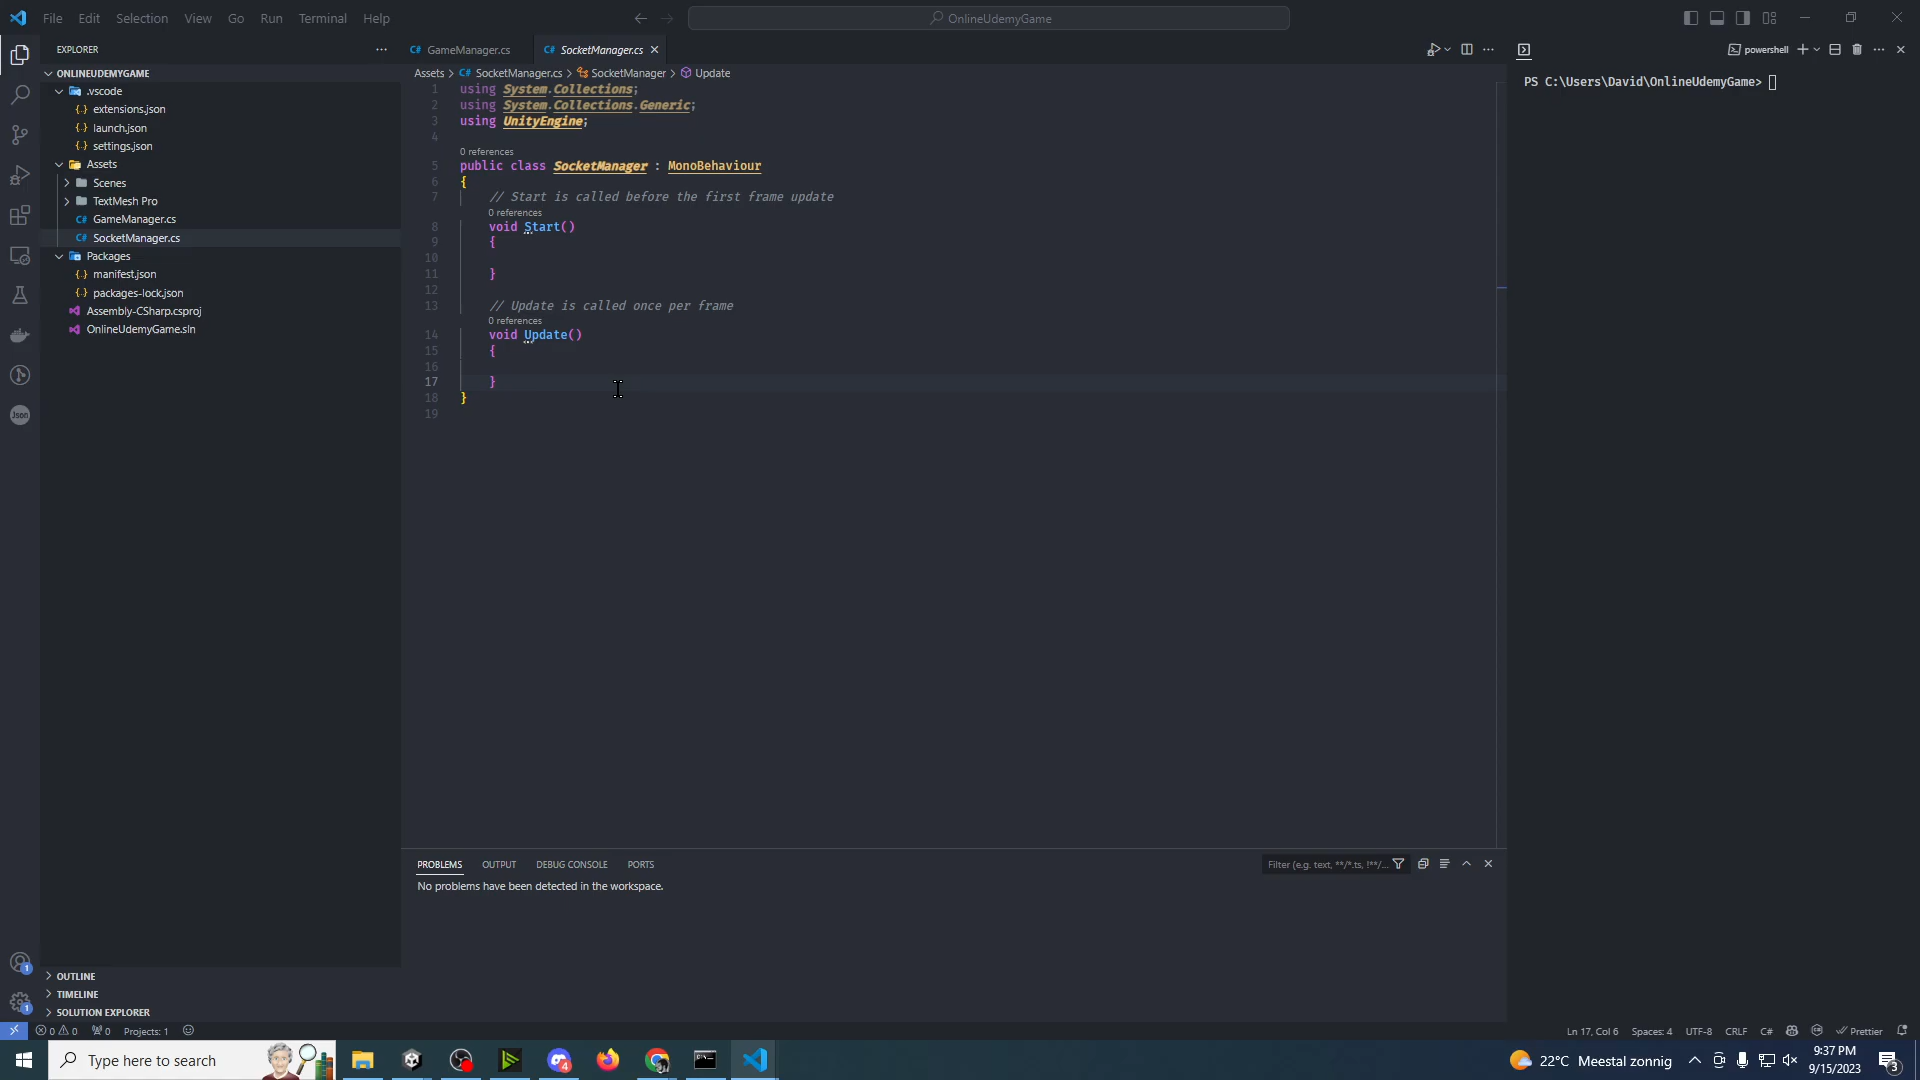 File Edit Selection View Go Run Terminal Help
OnlineUdemyGame
EXPLORER
ONLINEUDEMYGAME
.vscode
{} extensions.json
{} launch.json
{} settings.json
Assets
Scenes
TextMesh Pro
C# GameManager.cs
C# SocketManager.cs
Packages
{} manifest.json
{} packages-lock.json
Assembly-CSharp.csproj
OnlineUdemyGame.sln
OUTLINE
TIMELINE
SOLUTION EXPLORER
C# GameManager.cs
C# SocketManager.cs
Assets > C# SocketManager.cs > SocketManager > Update
1 using System.Collections;
2 using System.Collections.Generic;
3 using UnityEngine;
4
0 references
5 public class SocketManager : MonoBehaviour
6 {
7 // Start is called before the first frame update
0 references
8 void Start()
9 {
10
11 }
12
13 // Update is called once per frame
0 references
14 void Update()
15 {
16
17 }
18 }
19
PROBLEMS OUTPUT DEBUG CONSOLE PORTS
Filter (e.g. text, **/*.ts, !**/...
No problems have been detected in the workspace.
powershell
PS C:\Users\David\OnlineUdemyGame>
Json
1
1
0 0 0 Projects: 1
Ln 17, Col 6 Spaces: 4 UTF-8 CRLF C# Prettier
Type here to search
4
22°C Meestal zonnig
9:37 PM
9/15/2023
3